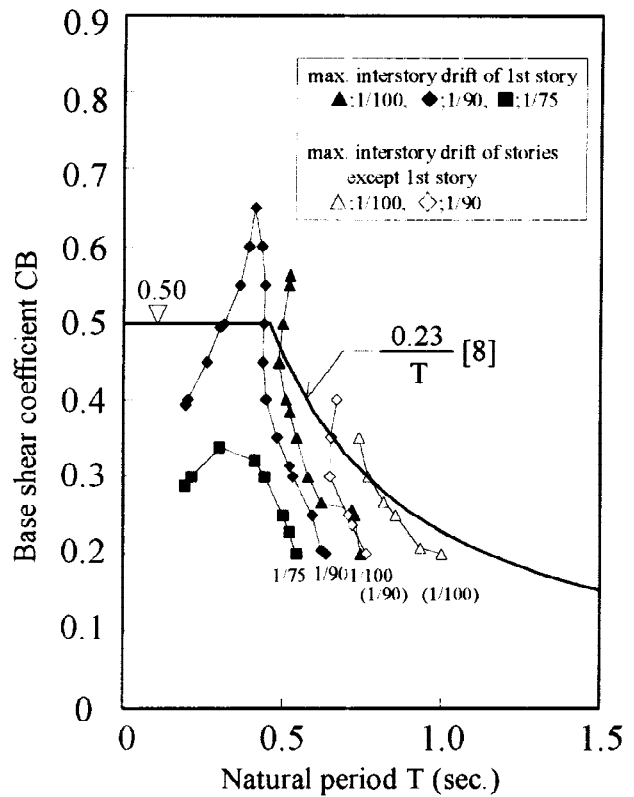 0.9
0.8
0.7
0.6
0.5
0.4
0.3
0.2
0.1
0
Base shear coefficient CB
max. interstory drift of 1st story
▲:1/100, ◆:1/90, ■:1/75
max. interstory drift of stories
except 1st story
△:1/100, ◇:1/90
0.50
0.23
T
[8]
1/75 1/90 1/100
(1/90) (1/100)
0 0.5 1.0 1.5
Natural period T (sec.)